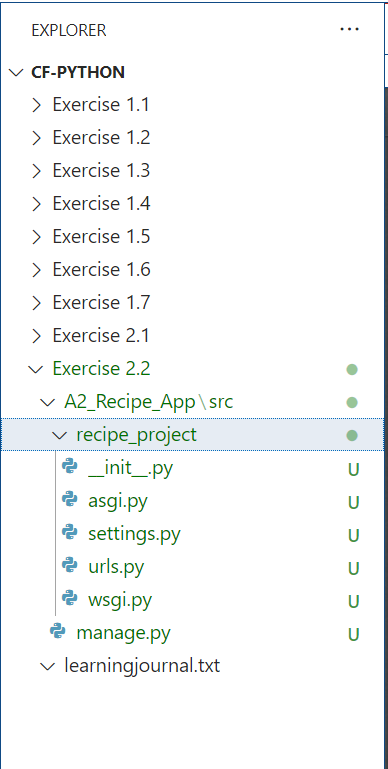 EXPLORER ...
CF-PYTHON
Exercise 1.1
Exercise 1.2
Exercise 1.3
Exercise 1.4
Exercise 1.5
Exercise 1.6
Exercise 1.7
Exercise 2.1
Exercise 2.2
A2_Recipe_App\src
recipe_project
__init__.py U
asgi.py U
settings.py U
urls.py U
wsgi.py U
manage.py U
learningjournal.txt